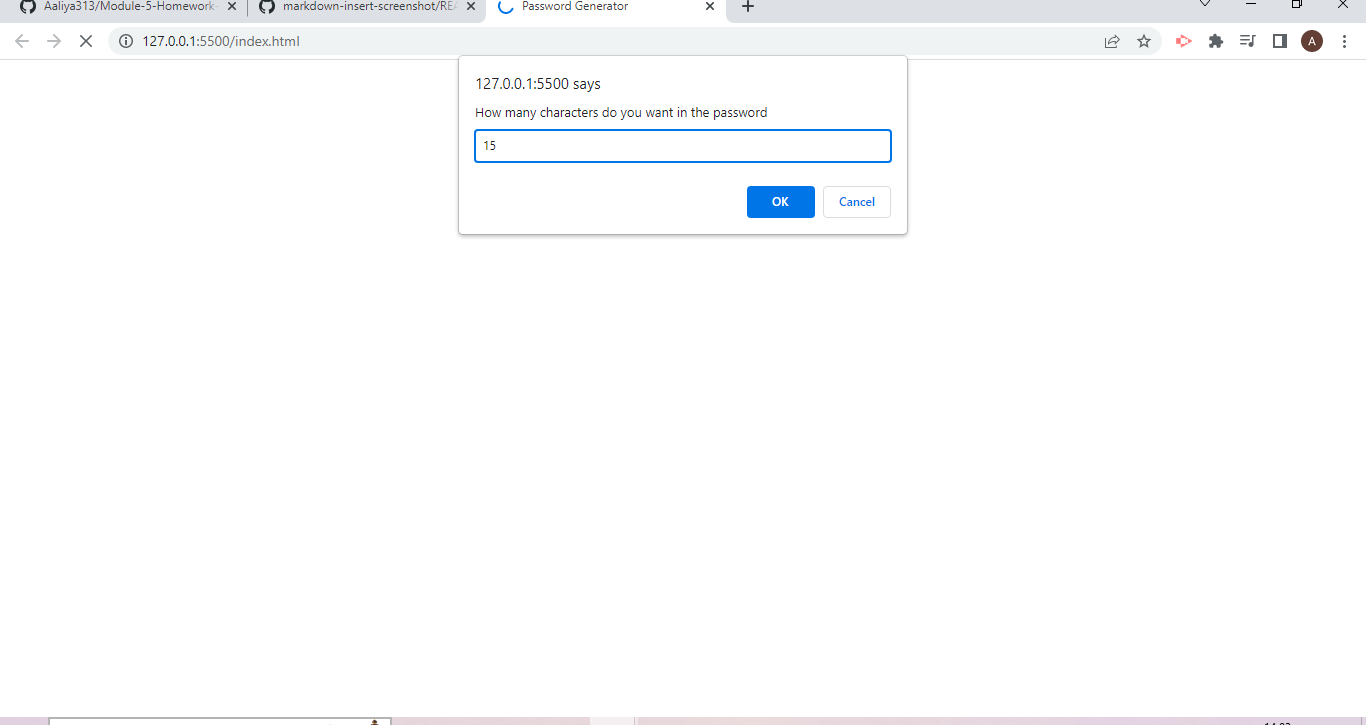 Aaliya313/Module-5-Homework-
markdown-insert-screenshot/REA
Password Generator
127.0.0.1:5500/index.html
A
127.0.0.1:5500 says
How many characters do you want in the password
15
OK
Cancel